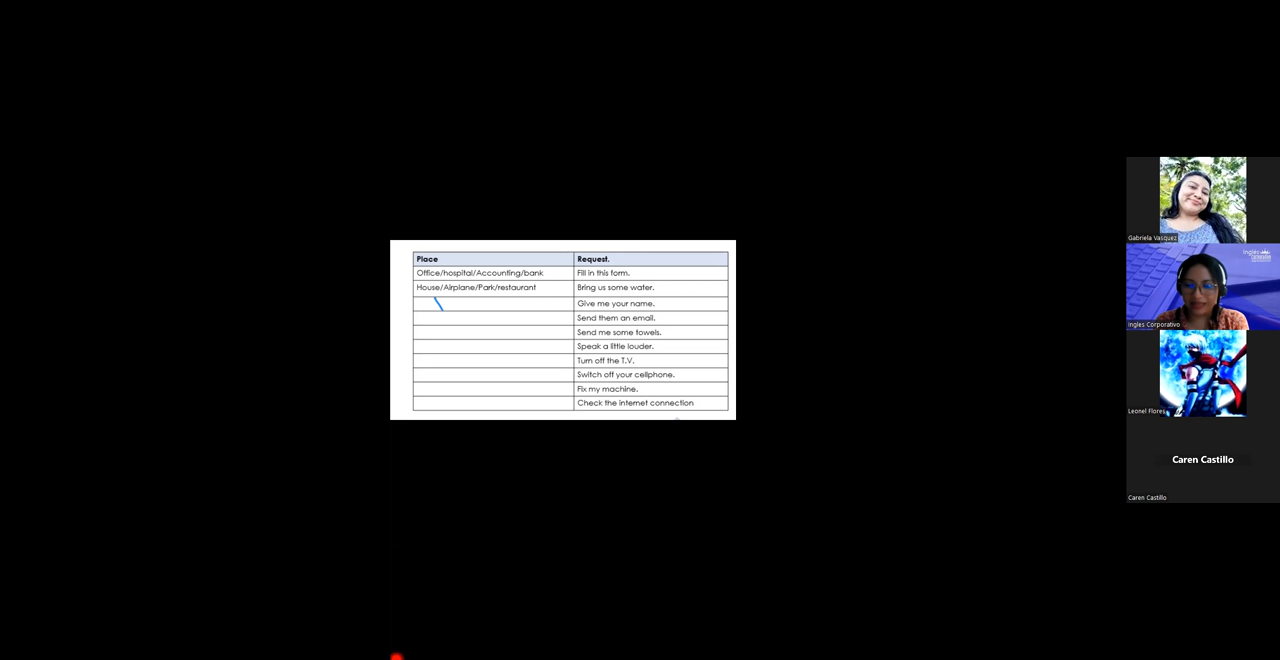 Place Request.
Office/hospital/Accounting/bank Fill in this form.
House/Airplane/Park/restaurant Bring us some water.
Give me your name.
Send them an email.
Send me some towels.
Speak a little louder.
Turn off the T.V.
Switch off your cellphone.
Fix my machine.
Check the internet connection
Gabriela Vasquez
Inglés
Ingles Corporativo
Leonel Flores
Caren Castillo
Caren Castillo